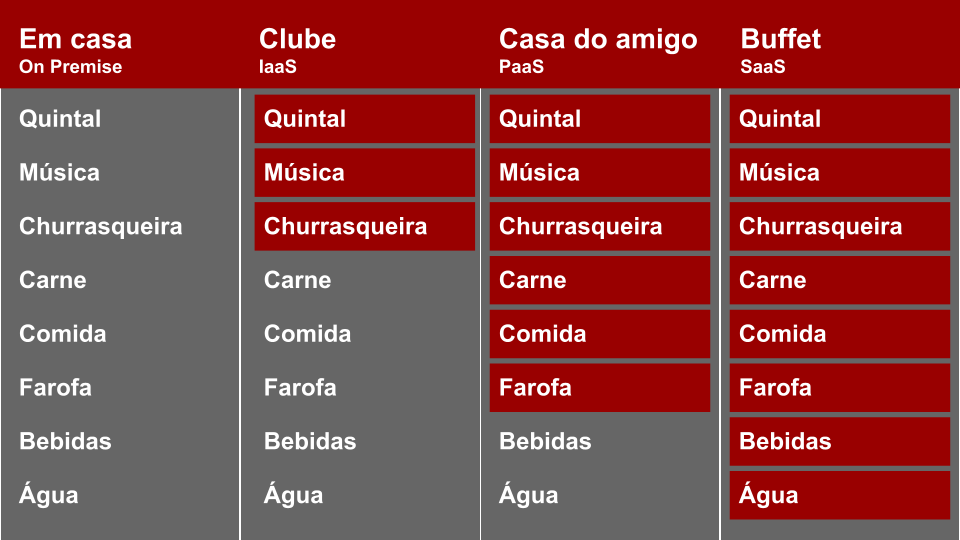 Em casa
On Premise
Clube
IaaS
Casa do amigo
PaaS
Buffet
SaaS
Quintal
Quintal
Quintal
Quintal
Música
Música
Música
Música
Churrasqueira
Churrasqueira
Churrasqueira
Churrasqueira
Carne
Carne
Carne
Carne
Comida
Comida
Comida
Comida
Farofa
Farofa
Farofa
Farofa
Bebidas
Bebidas
Bebidas
Bebidas
Água
Água
Água
Água